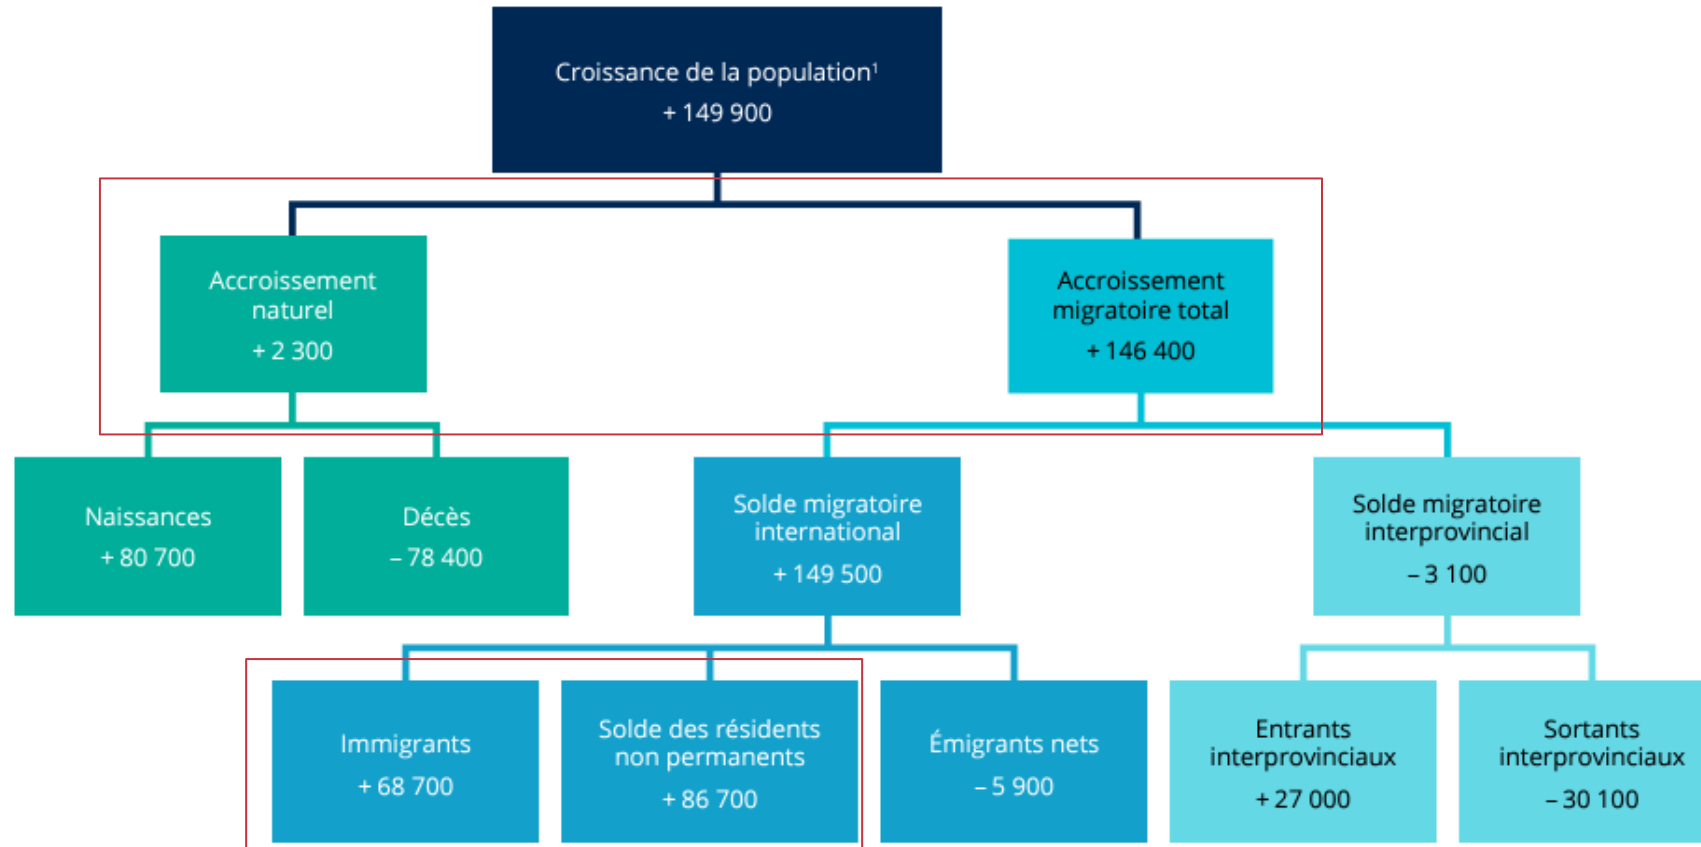 Croissance de la population¹
+ 149 900
Accroissement
naturel
+ 2 300
Accroissement
migratoire total
+ 146 400
Naissances
+ 80 700
Décès
– 78 400
Solde migratoire
international
+ 149 500
Solde migratoire
interprovincial
– 3 100
Immigrants
+ 68 700
Solde des résidents
non permanents
+ 86 700
Émigrants nets
– 5 900
Entrants
interprovinciaux
+ 27 000
Sortants
interprovinciaux
– 30 100